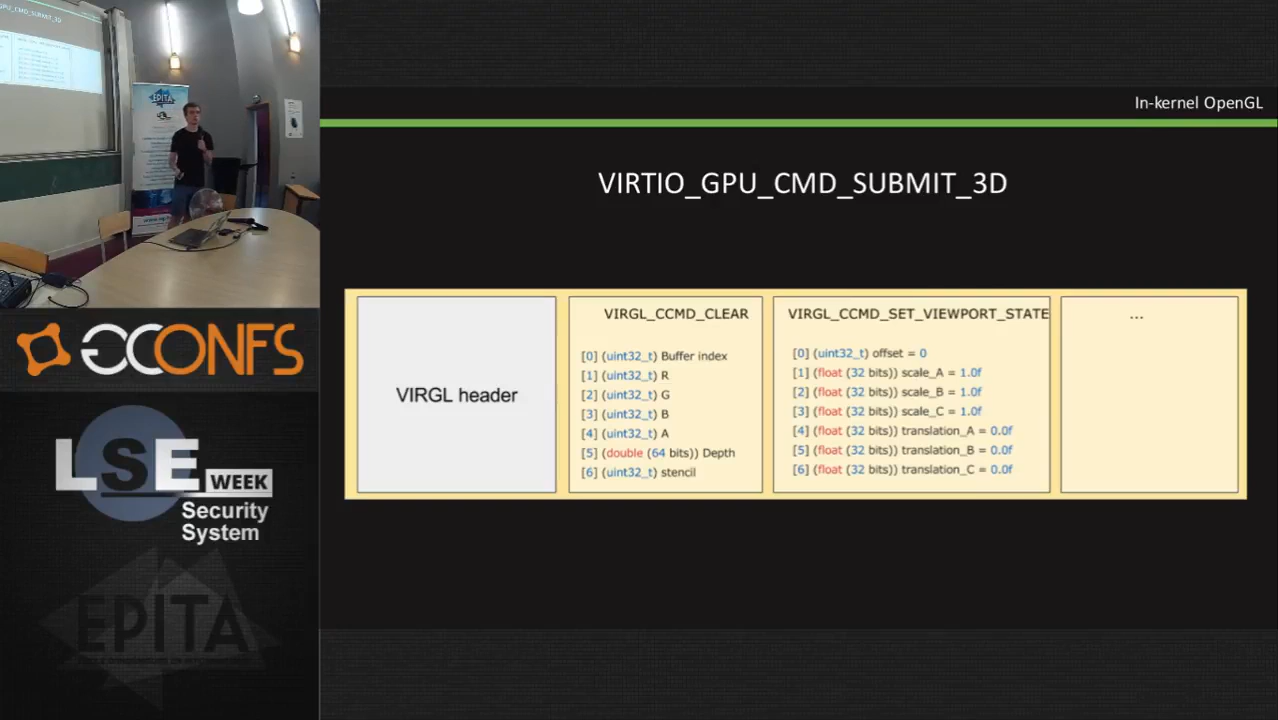 In-kernel OpenGL
VIRTIO_GPU_CMD_SUBMIT_3D
VIRGL header
VIRGL_CCMD_CLEAR
[0] (uint32_t) Buffer index
[1] (uint32_t) R
[2] (uint32_t) G
[3] (uint32_t) B
[4] (uint32_t) A
[5] (double (64 bits)) Depth
[6] (uint32_t) stencil
VIRGL_CCMD_SET_VIEWPORT_STATE
[0] (uint32_t) offset = 0
[1] (float (32 bits)) scale_A = 1.0f
[2] (float (32 bits)) scale_B = 1.0f
[3] (float (32 bits)) scale_C = 1.0f
[4] (float (32 bits)) translation_A = 0.0f
[5] (float (32 bits)) translation_B = 0.0f
[6] (float (32 bits)) translation_C = 0.0f
...
EPITA
GCONFS
LSE WEEK
Security
System
EPITA